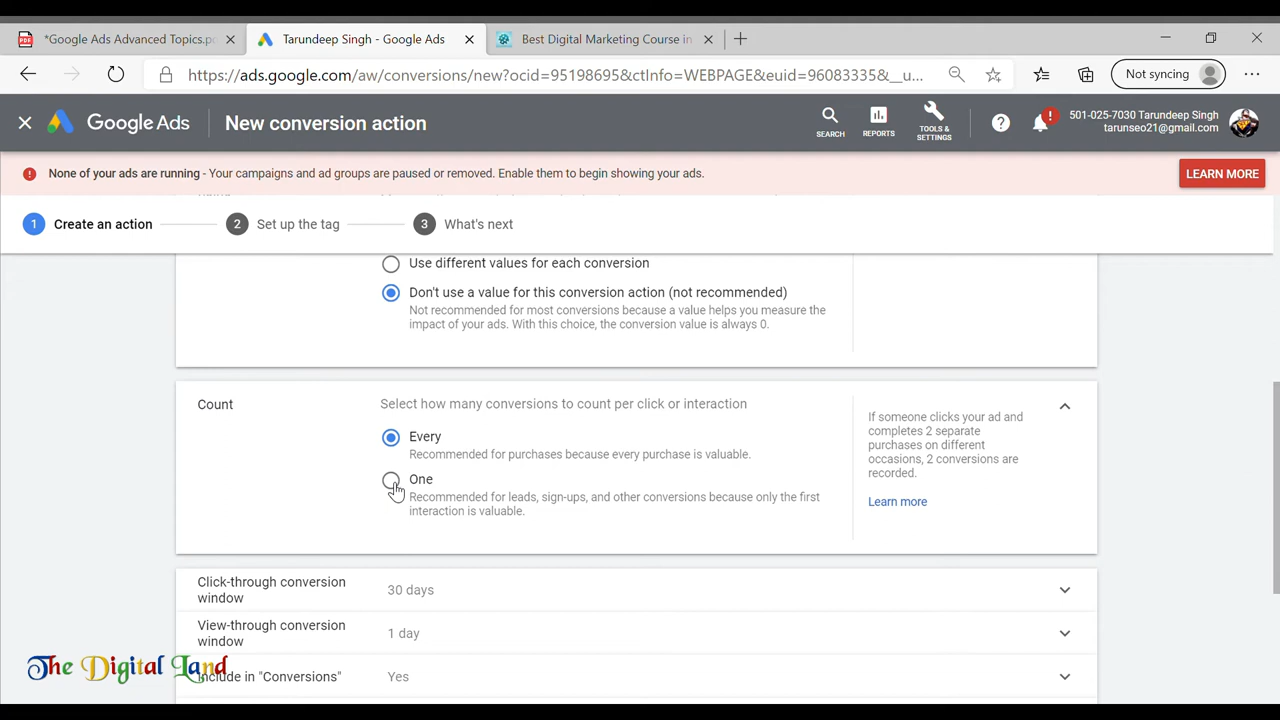 *Google Ads Advanced Topics.po
Tarundeep Singh - Google Ads
Best Digital Marketing Course in
https://ads.google.com/aw/conversions/new?ocid=95198695&ctInfo=WEBPAGE&euid=96083335&__u...
Not syncing
Google Ads
New conversion action
SEARCH
REPORTS
TOOLS &
SETTINGS
501-025-7030 Tarundeep Singh
tarunseo21@gmail.com
None of your ads are running - Your campaigns and ad groups are paused or removed. Enable them to begin showing your ads.
LEARN MORE
1 Create an action
2 Set up the tag
3 What's next
Use different values for each conversion
Don't use a value for this conversion action (not recommended)
Not recommended for most conversions because a value helps you measure the
impact of your ads. With this choice, the conversion value is always 0.
Count
Select how many conversions to count per click or interaction
Every
Recommended for purchases because every purchase is valuable.
One
Recommended for leads, sign-ups, and other conversions because only the first
interaction is valuable.
If someone clicks your ad and
completes 2 separate
purchases on different
occasions, 2 conversions are
recorded.
Learn more
Click-through conversion
window
30 days
View-through conversion
window
1 day
The Digital Land
Include in "Conversions"
Yes